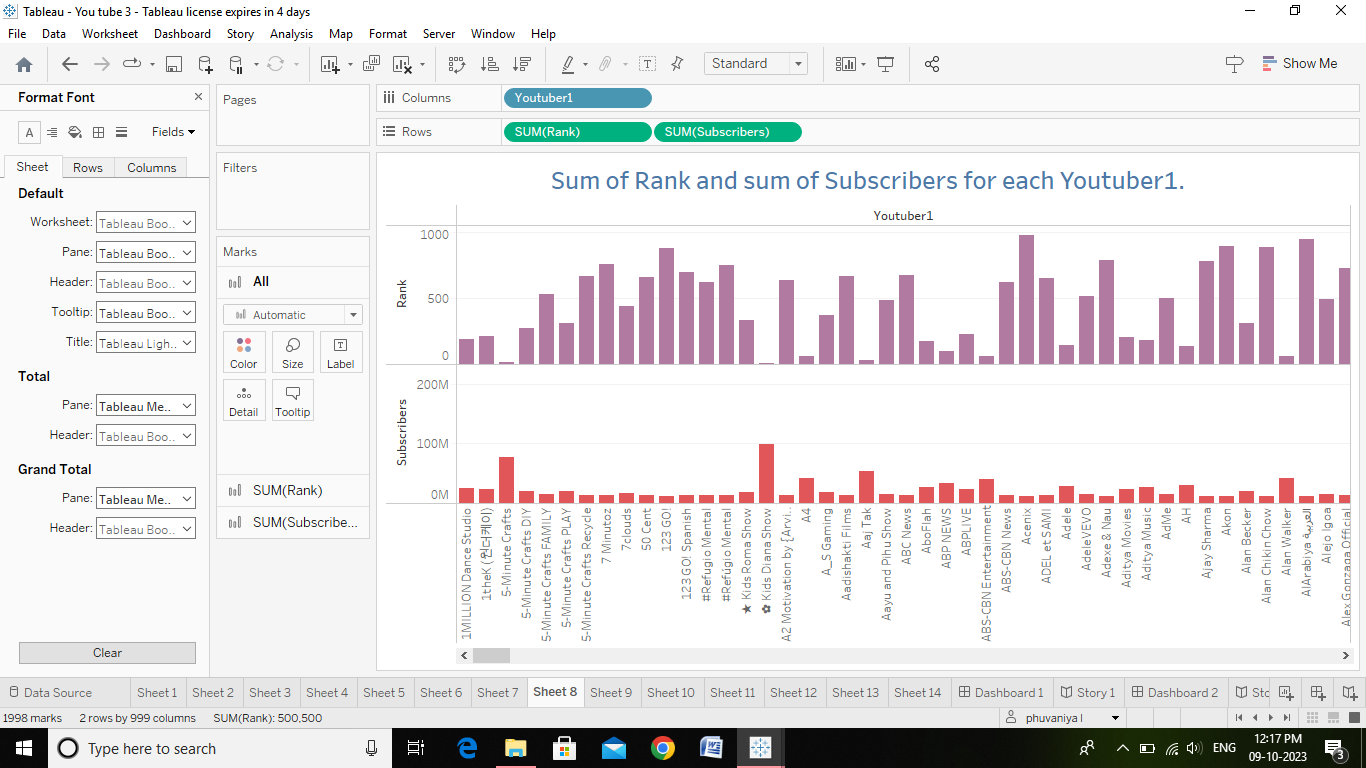 Tableau - You tube 3 - Tableau license expires in 4 days
File Data Worksheet Dashboard Story Analysis Map Format Server Window Help
Standard
Show Me
Format Font
Fields
Sheet Rows Columns
Default
Worksheet: Tableau Boo..
Pane: Tableau Boo..
Header: Tableau Boo..
Tooltip: Tableau Boo..
Title: Tableau Ligh..
Total
Pane: Tableau Me..
Header: Tableau Boo..
Grand Total
Pane: Tableau Me..
Header: Tableau Boo..
Clear
Pages
Filters
Marks
All
Automatic
Color Size Label
Detail Tooltip
SUM(Rank)
SUM(Subscribe...
Columns Youtuber1
Rows SUM(Rank) SUM(Subscribers)
Sum of Rank and sum of Subscribers for each Youtuber1.
Youtuber1
Rank
1000
500
0
Subscribers
200M
100M
0M
1MILLION Dance Studio
1theK (원더케이)
5-Minute Crafts
5-Minute Crafts DIY
5-Minute Crafts FAMILY
5-Minute Crafts PLAY
5-Minute Crafts Recycle
7 Minutoz
7clouds
50 Cent
123 GO!
123 GO! Spanish
#Refugio Mental
#Refúgio Mental
★ Kids Roma Show
✿ Kids Diana Show
A2 Motivation by [Arvi..
A4
A_S Gaming
Aadishakti Films
Aaj Tak
Aayu and Pihu Show
ABC News
AboFlah
ABP NEWS
ABPLIVE
ABS-CBN Entertainment
ABS-CBN News
Acenix
ADEL et SAMI
Adele
AdeleVEVO
Adexe & Nau
Aditya Movies
Aditya Music
AdMe
AH
Ajay Sharma
Akon
Alan Becker
Alan Chikin Chow
Alan Walker
AlArabiya العربية
Alejo Igoa
Alex Gonzaga Official
Data Source Sheet 1 Sheet 2 Sheet 3 Sheet 4 Sheet 5 Sheet 6 Sheet 7 Sheet 8 Sheet 9 Sheet 10 Sheet 11 Sheet 12 Sheet 13 Sheet 14 Dashboard 1 Story 1 Dashboard 2 Stc
1998 marks 2 rows by 999 columns SUM(Rank): 500,500 phuvaniya l
Type here to search
ENG
12:17 PM
09-10-2023
3